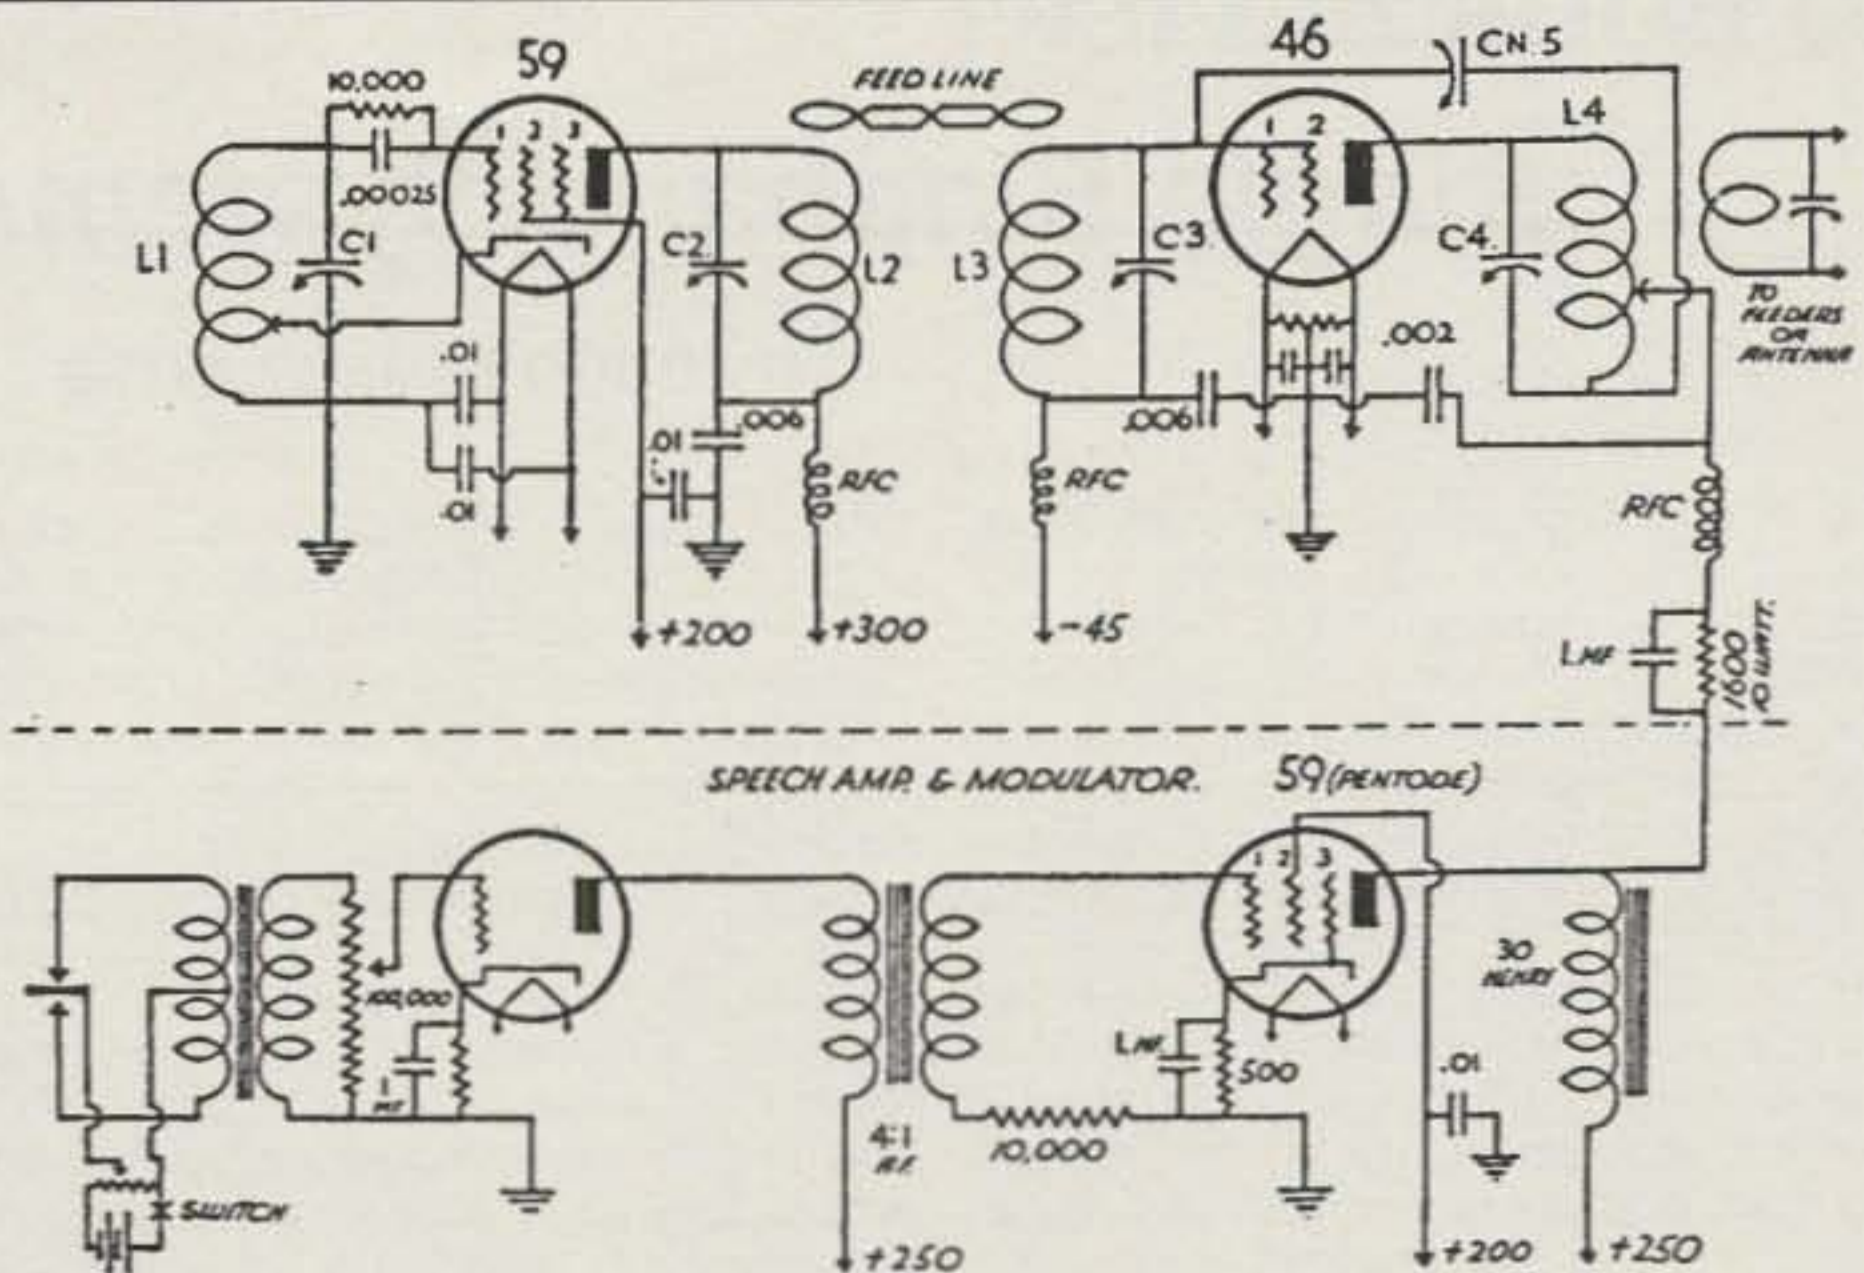 59
46
CN.5
10,000
FEED LINE
1 2 3
1 2
L4
.00025
L1
C1
C2.
L2
L3
C3.
C4.
TO
FEEDERS
OR
ANTENNA
.01
.002
.006
.01
.006
.01
RFC
RFC
RFC
+200
+300
-45
1 MF
1600
10 WATT.
SPEECH AMP. & MODULATOR.
59 (PENTODE)
1 2 3
100,000
30
HENRY
1
MF
1 MF.
500
.01
4:1
10,000
SWITCH
+250
+200
+250